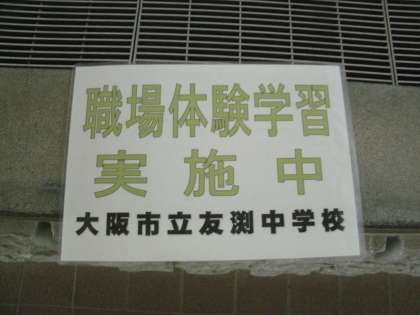 職場体験学習
実施中
大阪市立友渕中学校